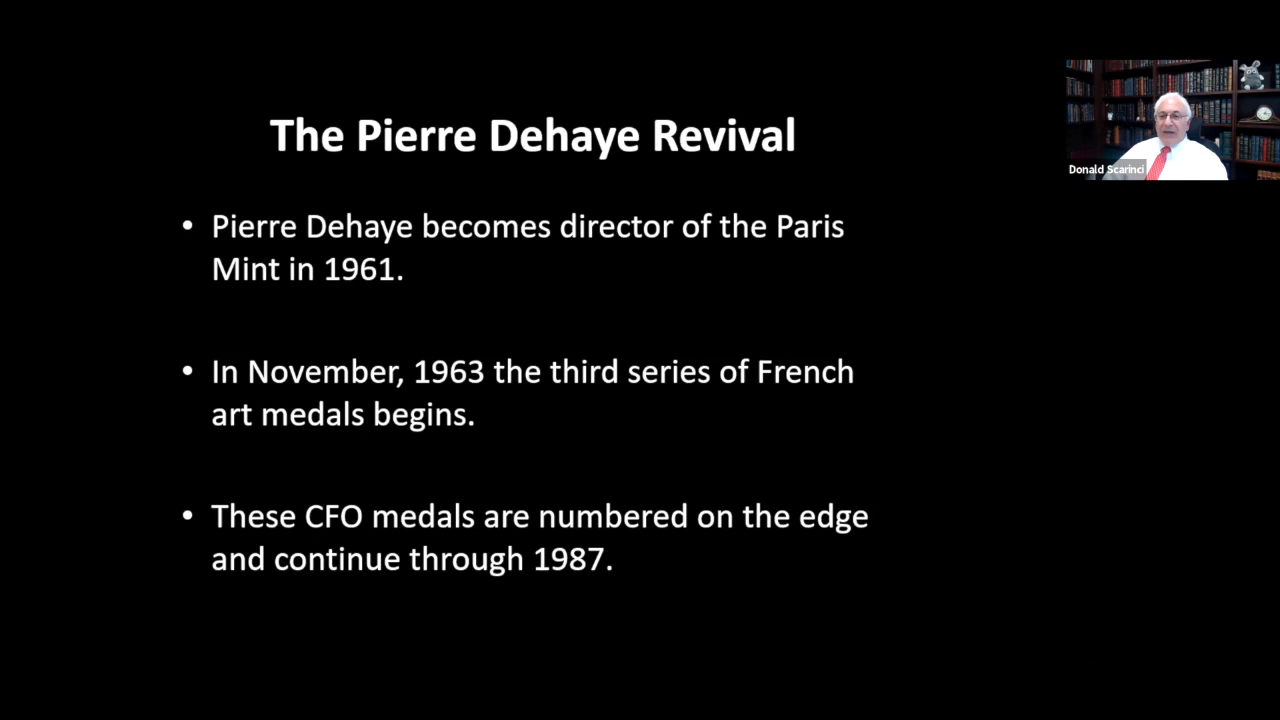 The Pierre Dehaye Revival
• Pierre Dehaye becomes director of the Paris
Mint in 1961.
• In November, 1963 the third series of French
art medals begins.
• These CFO medals are numbered on the edge
and continue through 1987.
Donald Scarinci